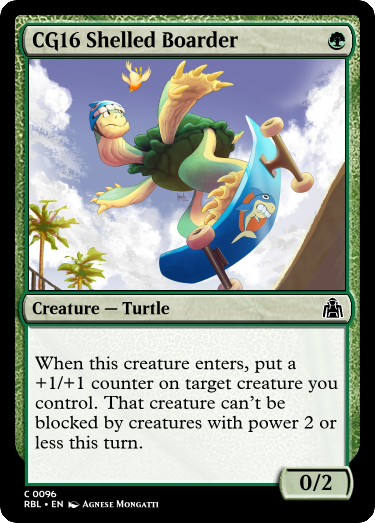 CG16 Shelled Boarder
Creature — Turtle
When this creature enters, put a
+1/+1 counter on target creature you
control. That creature can't be
blocked by creatures with power 2 or
less this turn.
0/2
C 0096
RBL • EN Agnese Mongatti